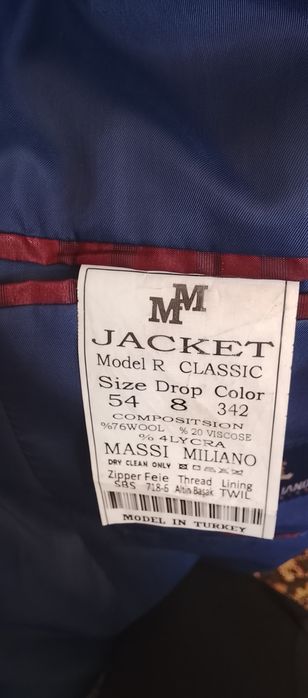 MM
JACKET
Model R CLASSIC
Size Drop Color
54 8 342
COMPOSITSION
%76WOOL % 20 VISCOSE
% 4LYCRA
MASSI MILIANO
DRY CLEAN ONLY
Zipper Feie Thread Lining
SBS 718-6 Altın Başak TWIL
MODEL IN TURKEY